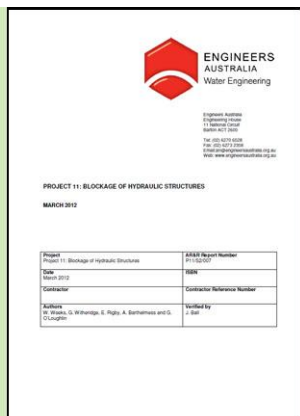 ENGINEERS
AUSTRALIA
Water Engineering
Engineers Australia
Engineering House
11 National Circuit
Barton ACT 2600
PROJECT 11: BLOCKAGE OF HYDRAULIC STRUCTURES
MARCH 2012
Project
Project 11: Blockage of Hydraulic Structures
AR&R Report Number
P11/S2/007
Date
March 2012
ISBN
Contractor
Contractor Reference Number
Authors
W. Weeks, G. Witheridge, E. Rigby, A. Barthelmess and G.
O'Loughlin
Verified by
J. Ball